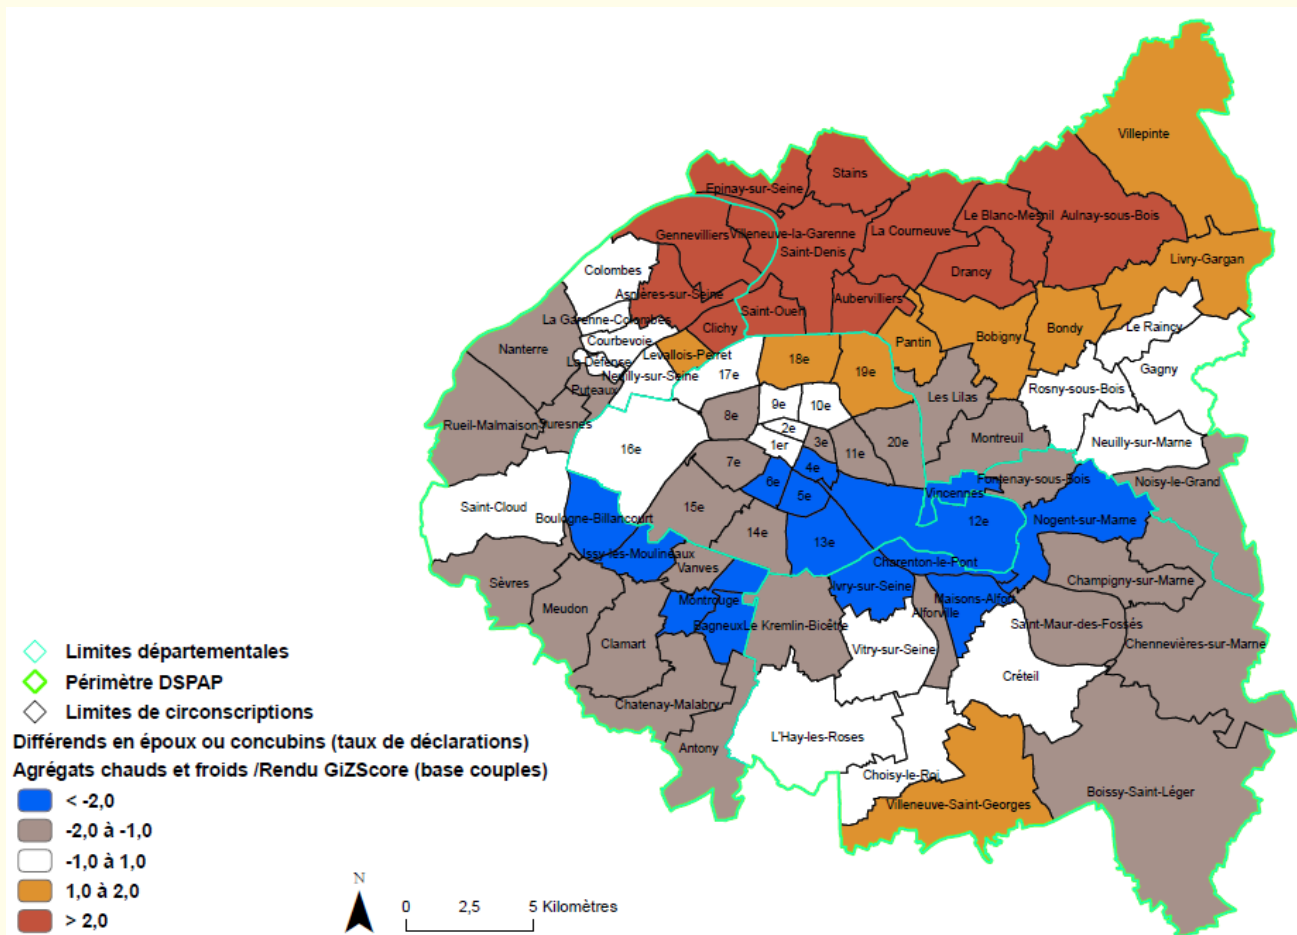 Villepinte
Stains
Epinay-sur-Seine
Le Blanc-Mesnil
Aulnay-sous-Bois
La Courneuve
Gennevilliers
Villeneuve-la-Garenne
Saint-Denis
Livry-Gargan
Colombes
Drancy
Asnières-sur-Seine
Aubervilliers
Saint-Ouen
La Garenne-Colombes
Clichy
Le Raincy
Bondy
Bobigny
Pantin
Courbevoie
Nanterre
Levallois-Perret
La Défense
18e
Gagny
19e
17e
Neuilly-sur-Seine
Puteaux
Rosny-sous-Bois
Les Lilas
9e
10e
8e
Suresnes
Rueil-Malmaison
2e
Montreuil
3e
20e
Neuilly-sur-Marne
1er
16e
11e
7e
4e
Fontenay-sous-Bois
6e
Noisy-le-Grand
Vincennes
5e
Saint-Cloud
15e
Boulogne-Billancourt
12e
Nogent-sur-Marne
14e
13e
Issy-les-Moulineaux
Charenton-le-Pont
Vanves
Sèvres
Champigny-sur-Marne
Ivry-sur-Seine
Maisons-Alfort
Montrouge
Meudon
Alforville
Bagneux
Le Kremlin-Bicêtre
Saint-Maur-des-Fossés
Clamart
Chennevières-sur-Marne
Vitry-sur-Seine
Créteil
Chatenay-Malabry
L'Hay-les-Roses
Antony
Choisy-le-Roi
Boissy-Saint-Léger
Villeneuve-Saint-Georges
Limites départementales
Périmètre DSPAP
Limites de circonscriptions
Différends en époux ou concubins (taux de déclarations)
Agrégats chauds et froids /Rendu GiZScore (base couples)
< -2,0
-2,0 à -1,0
-1,0 à 1,0
1,0 à 2,0
> 2,0
N
0 2,5 5 Kilomètres